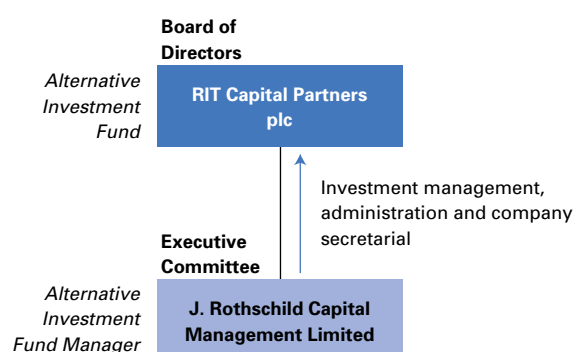 Board of
Directors
Alternative
Investment
Fund
RIT Capital Partners
plc
Investment management,
administration and company
secretarial
Executive
Committee
Alternative
Investment
Fund Manager
J. Rothschild Capital
Management Limited